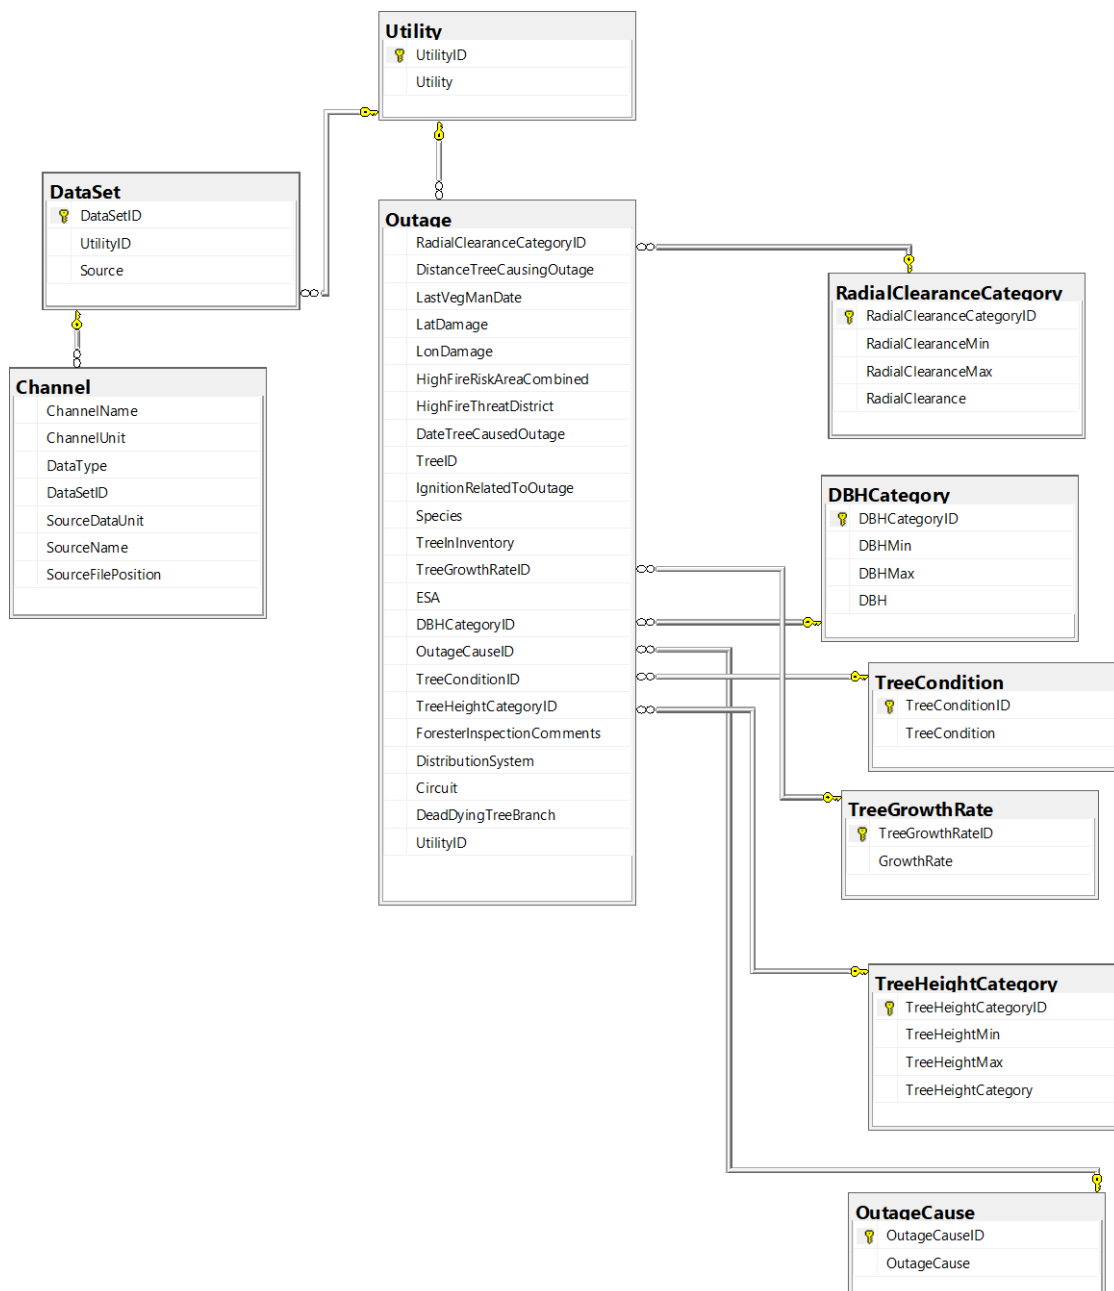 Utility
UtilityID
Utility
DataSet
DataSetID
UtilityID
Source
Channel
ChannelName
ChannelUnit
DataType
DataSetID
SourceDataUnit
SourceName
SourceFilePosition
Outage
RadialClearanceCategoryID
DistanceTreeCausingOutage
LastVegManDate
LatDamage
LonDamage
HighFireRiskAreaCombined
HighFireThreatDistrict
DateTreeCausedOutage
TreeID
IgnitionRelatedToOutage
Species
TreeInInventory
TreeGrowthRateID
ESA
DBHCategoryID
OutageCauseID
TreeConditionID
TreeHeightCategoryID
ForesterInspectionComments
DistributionSystem
Circuit
DeadDyingTreeBranch
UtilityID
RadialClearanceCategory
RadialClearanceCategoryID
RadialClearanceMin
RadialClearanceMax
RadialClearance
DBHCategory
DBHCategoryID
DBHMin
DBHMax
DBH
TreeCondition
TreeConditionID
TreeCondition
TreeGrowthRate
TreeGrowthRateID
GrowthRate
TreeHeightCategory
TreeHeightCategoryID
TreeHeightMin
TreeHeightMax
TreeHeightCategory
OutageCause
OutageCauseID
OutageCause